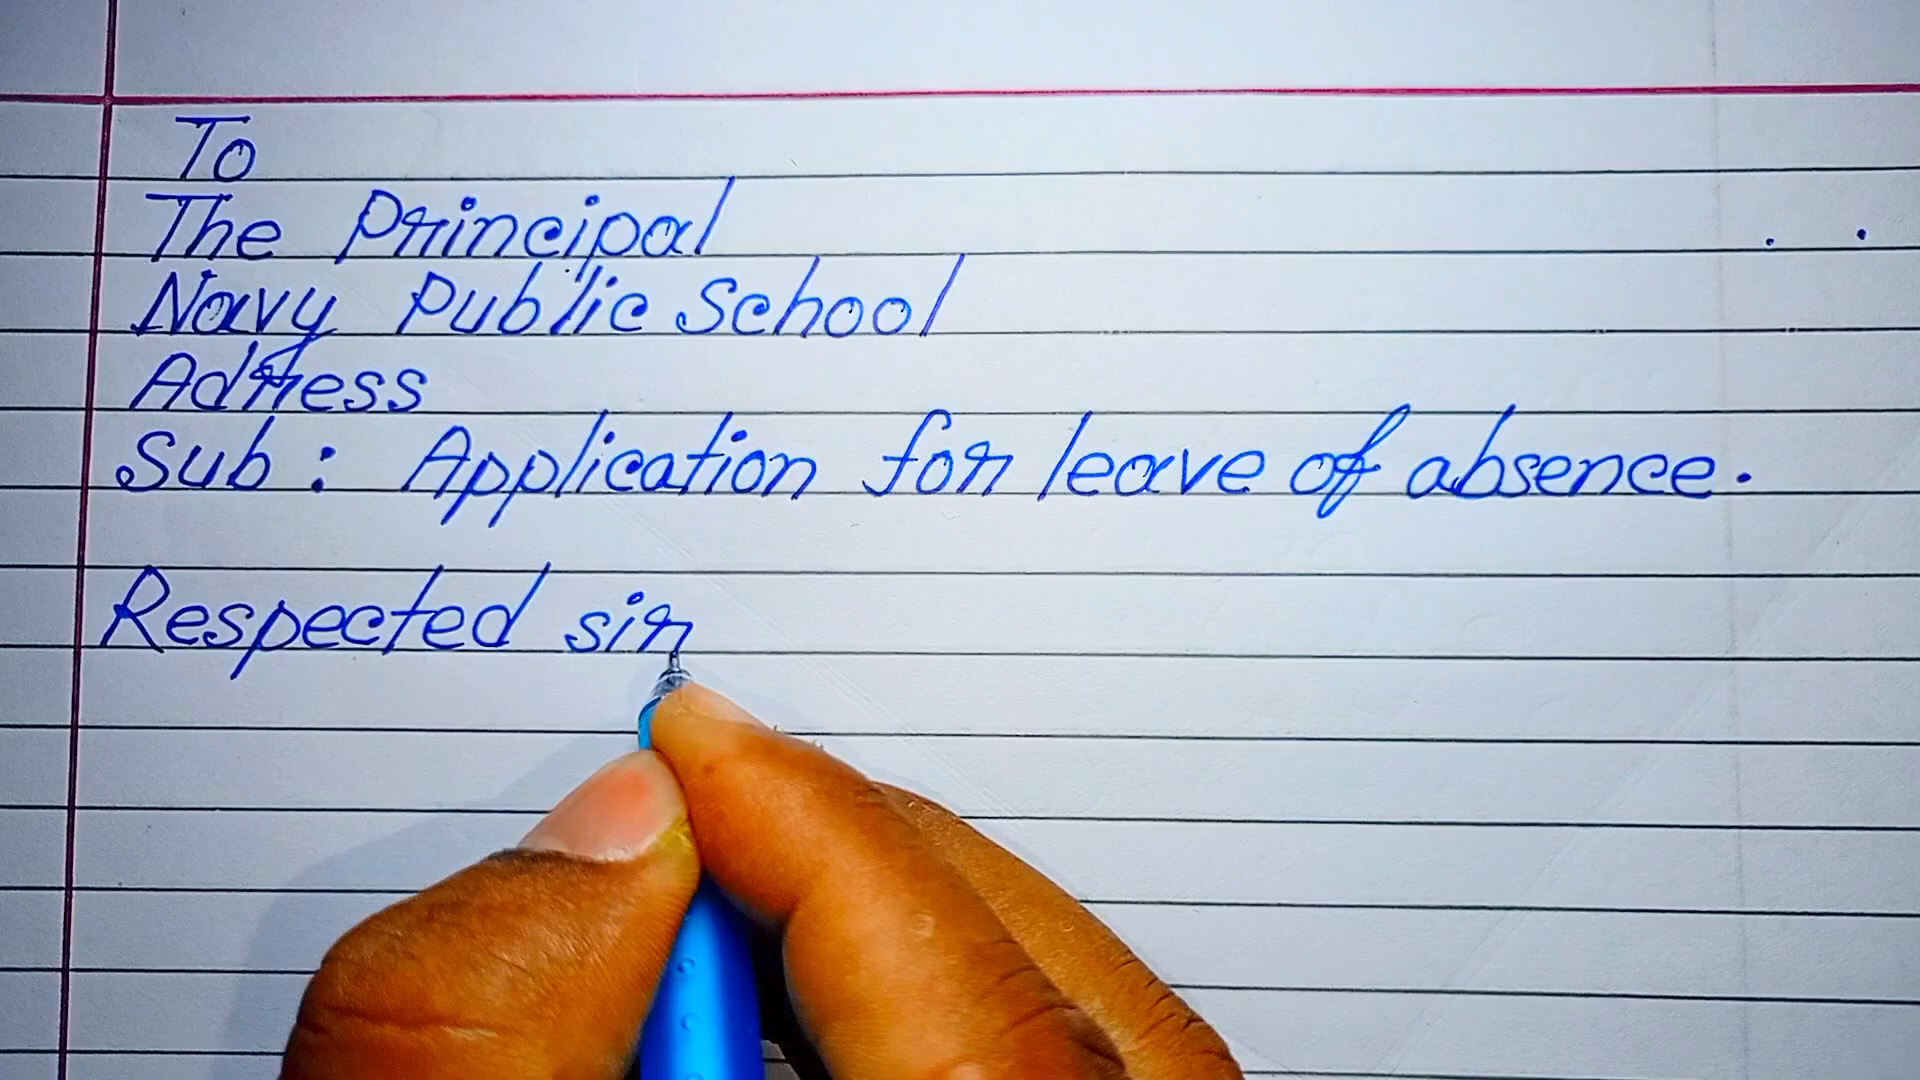 To
The Principal
Navy Public School
Adress
Sub : Application for leave of absence.
Respected sir